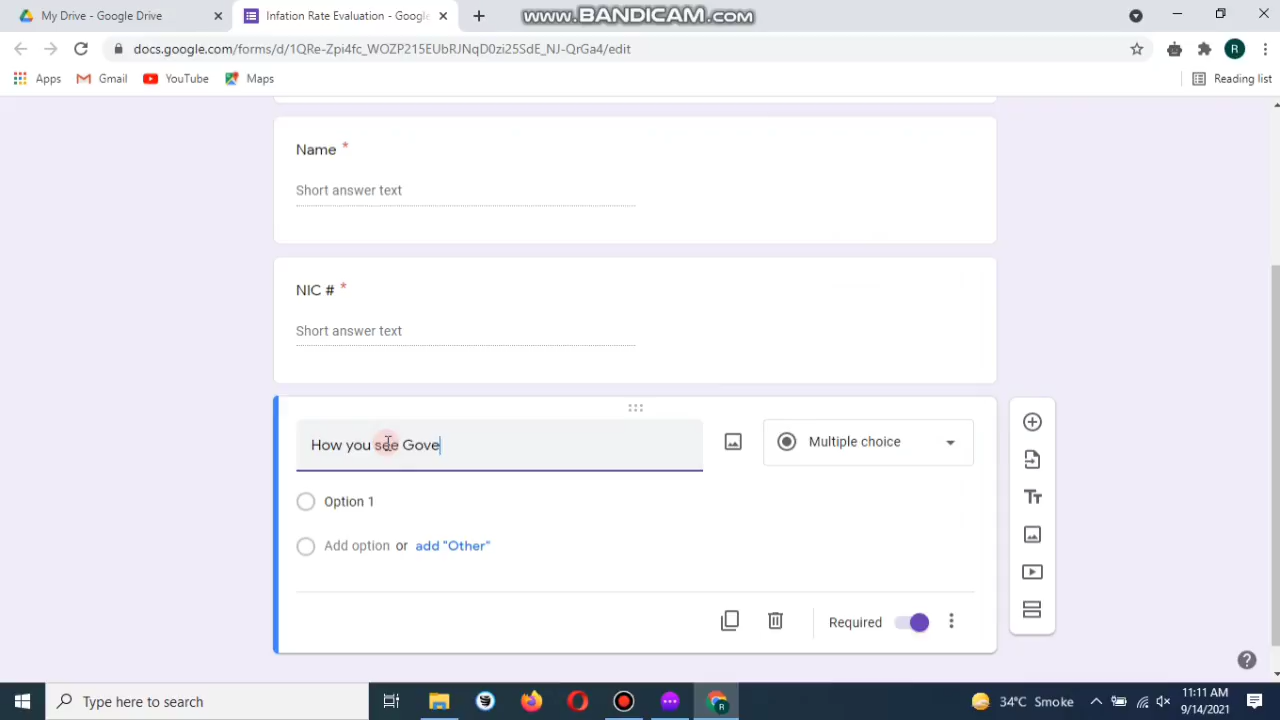 My Drive - Google Drive
Infation Rate Evaluation - Google
www.BANDICAM.com
docs.google.com/forms/d/1QRe-Zpi4fc_WOZP215EUbRJNqD0zi25SdE_NJ-QrGa4/edit
R
Apps
Gmail
YouTube
Maps
Reading list
Name *
Short answer text
NIC # *
Short answer text
How you see Gove
Multiple choice
Option 1
Add option or add "Other"
Required
Type here to search
34°C Smoke
11:11 AM
9/14/2021